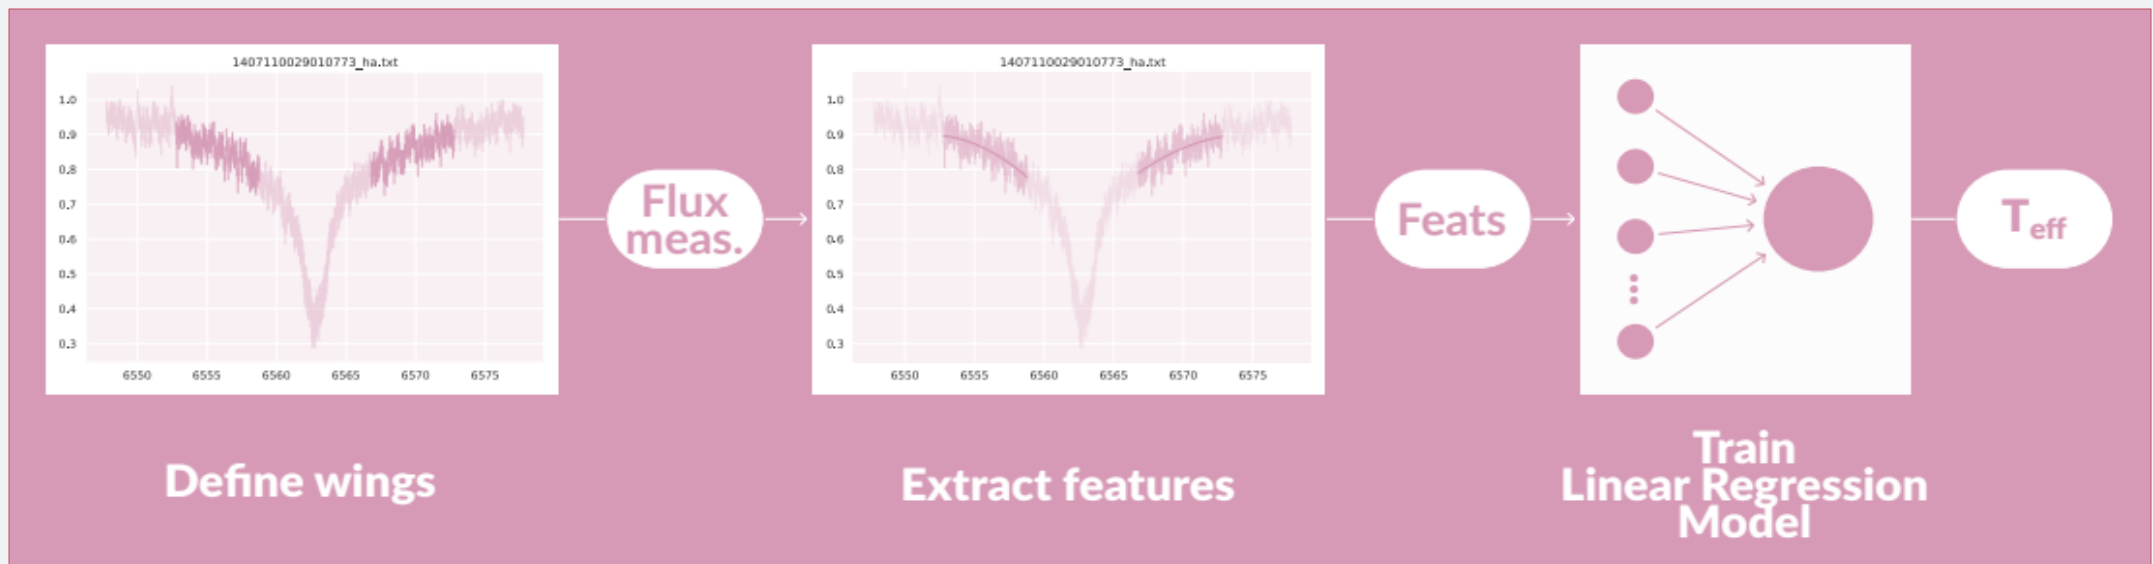 1407110029010773_ha.txt
1.0
0.9
0.8
0.7
0.6
0.5
0.4
0.3
6550 6555 6560 6565 6570 6575
Define wings
Flux
meas.
1407110029010773_ha.txt
1.0
0.9
0.8
0.7
0.6
0.5
0.4
0.3
6550 6555 6560 6565 6570 6575
Extract features
Feats
Train
Linear Regression
Model
Teff